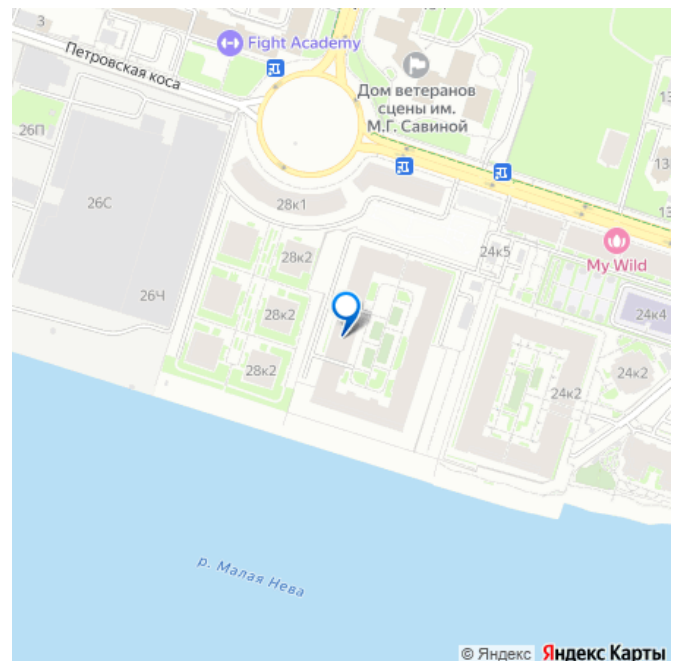 Fight Academy
Петровская коса
3
Дом ветеранов
сцены им.
М.Г. Савиной
26П
26С
28к1
24к5
My Wild
28к2
26Ч
28к2
24к4
28к2
24к2
24к2
р. Малая Нева
© Яндекс Яндекс Карты